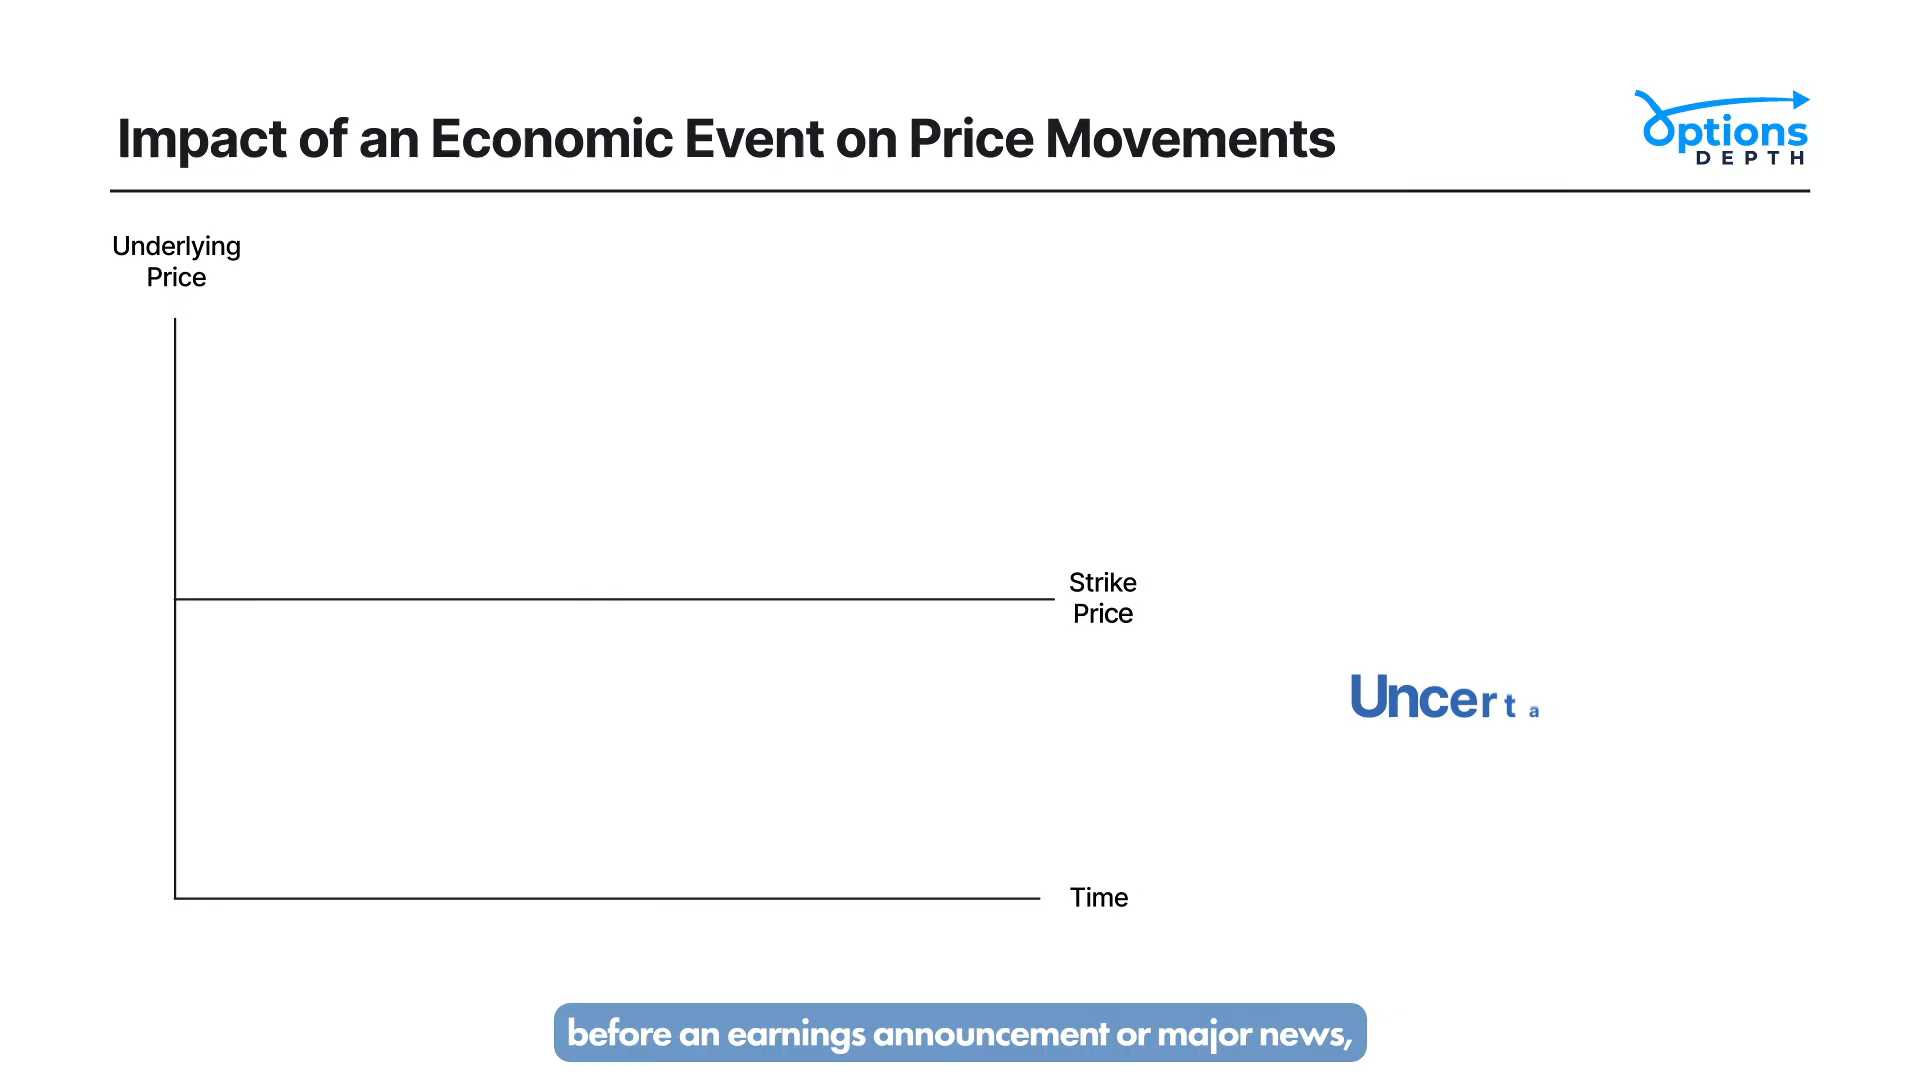 Impact of an Economic Event on Price Movements
Options
DEPTH
Underlying
Price
Strike
Price
Uncerta
Time
before an earnings announcement or major news,